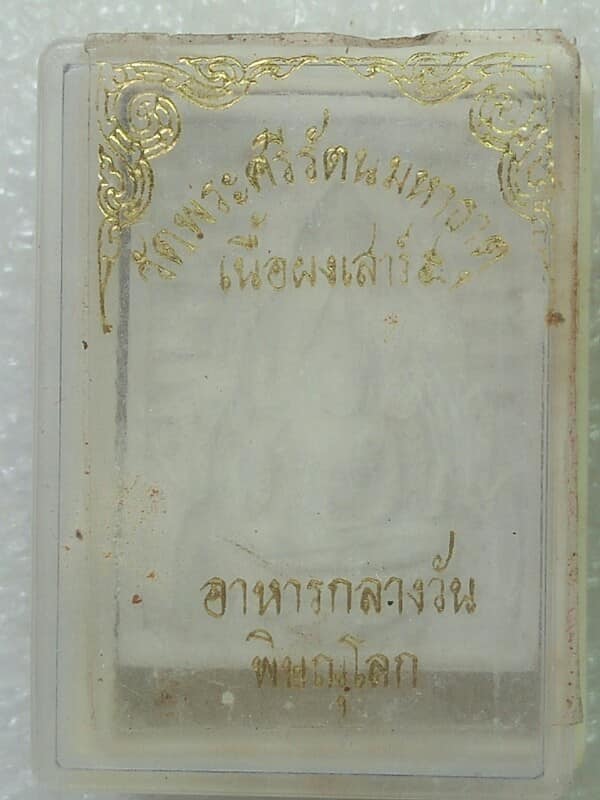 วัดพระศรีรัตนมหาธาตุ
เนื้อผงเสาร์ ๕
อาหารกลางวัน
พิษณุโลก